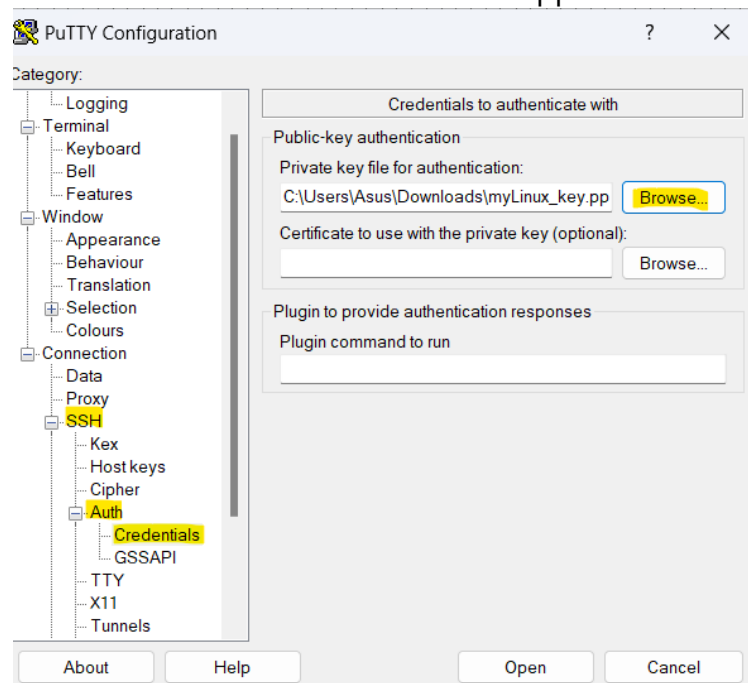 PuTTY Configuration
?
Category:
Logging
Terminal
Keyboard
Bell
Features
Window
Appearance
Behaviour
Translation
Selection
Colours
Connection
Data
Proxy
SSH
Kex
Host keys
Cipher
Auth
Credentials
GSSAPI
TTY
X11
Tunnels
Credentials to authenticate with
Public-key authentication
Private key file for authentication:
C:\Users\Asus\Downloads\myLinux_key.pp
Browse...
Certificate to use with the private key (optional):
Browse...
Plugin to provide authentication responses
Plugin command to run
About
Help
Open
Cancel